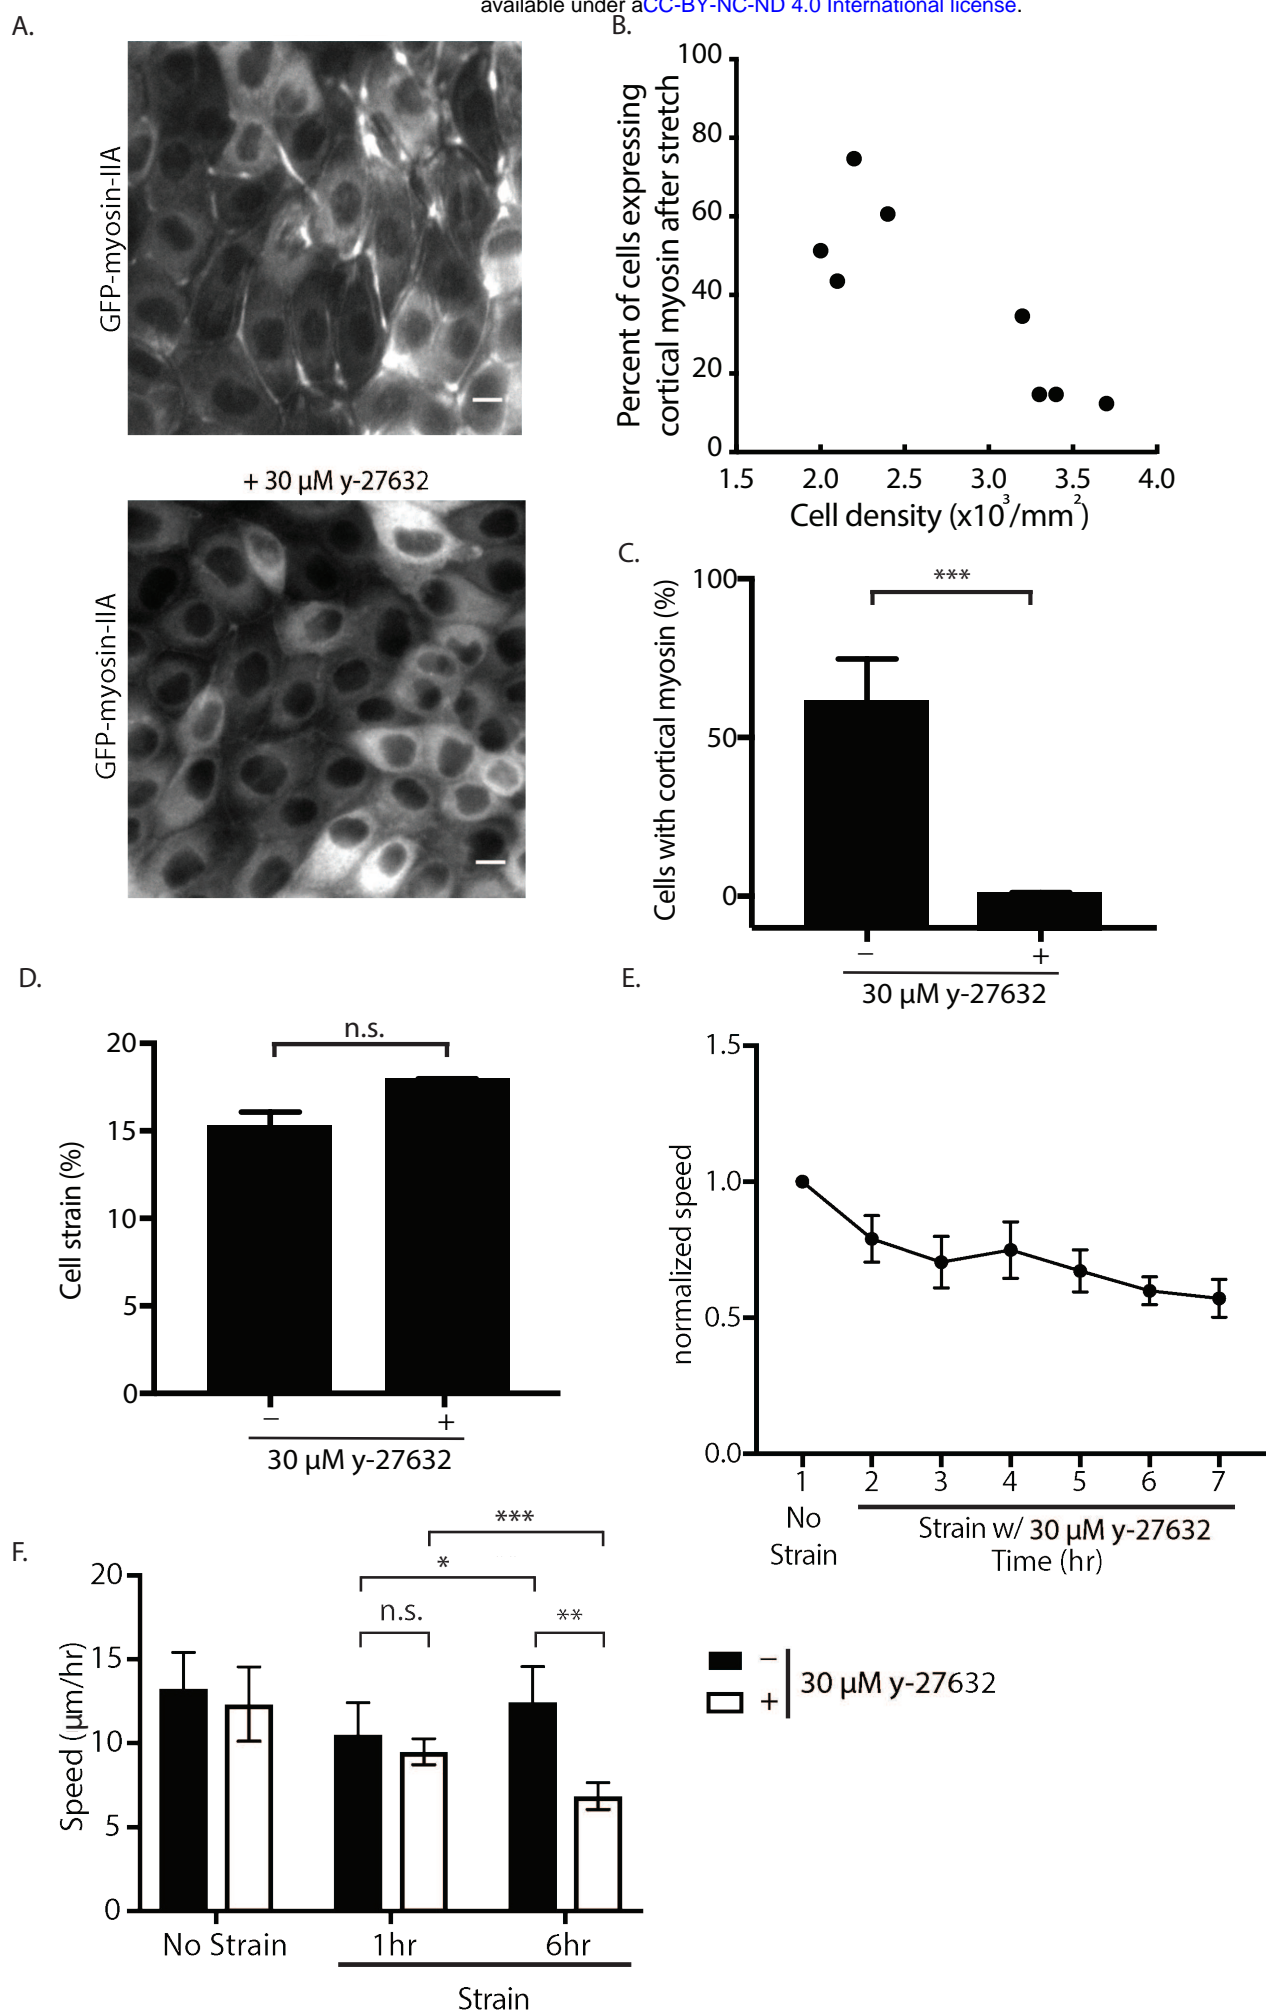 available under aCC-BY-NC-ND 4.0 International license.
A.
GFP-myosin-IIA
+ 30 µM y-27632
GFP-myosin-IIA
B.
Percent of cells expressing
cortical myosin after stretch
100
80
60
40
20
0
1.5 2.0 2.5 3.0 3.5 4.0
Cell density (x10³/mm²)
C.
Cells with cortical myosin (%)
100
50
0
***
− +
30 µM y-27632
D.
Cell strain (%)
20
15
10
5
0
n.s.
− +
30 µM y-27632
E.
normalized speed
1.5
1.0
0.5
0.0
1 2 3 4 5 6 7
No
Strain
Strain w/ 30 µM y-27632
Time (hr)
F.
Speed (µm/hr)
20
15
10
5
0
***
*
n.s.
**
No Strain 1hr 6hr
Strain
−
+
30 µM y-27632